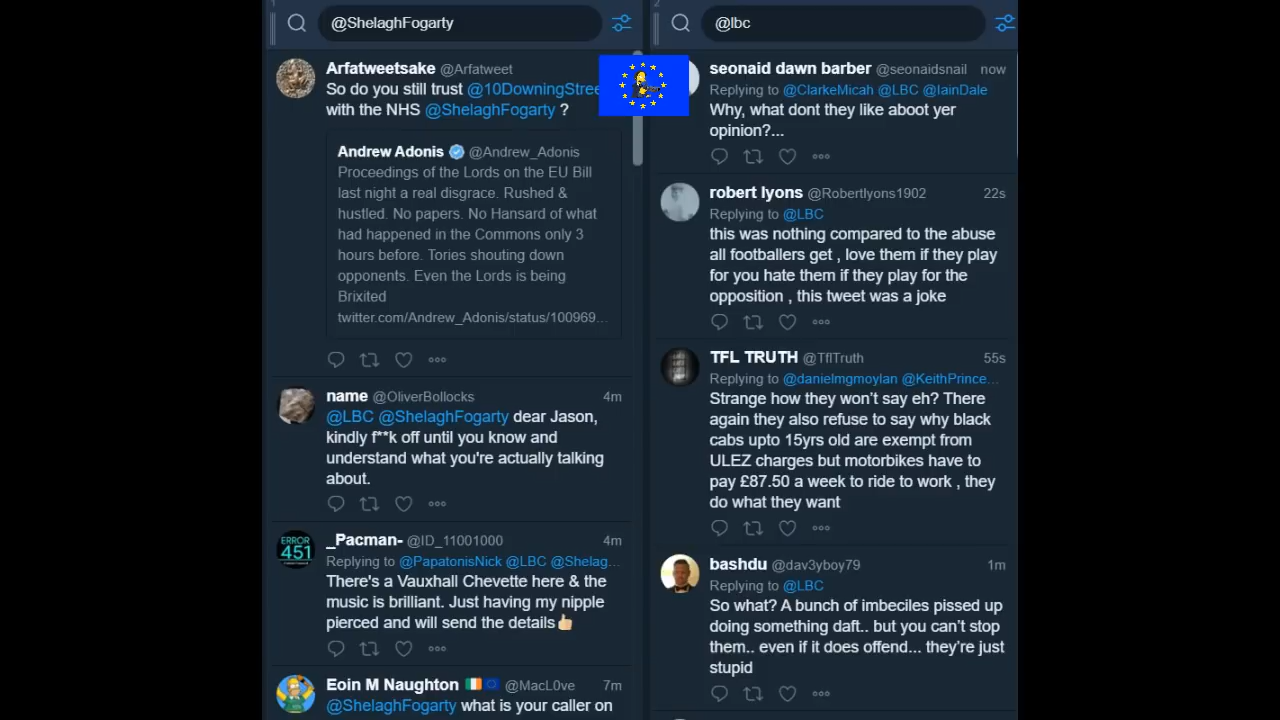 1
@ShelaghFogarty
Arfatweetsake @Arfatweet
So do you still trust @10DowningStree
with the NHS @ShelaghFogarty ?
Andrew Adonis @Andrew_Adonis
Proceedings of the Lords on the EU Bill
last night a real disgrace. Rushed &
hustled. No papers. No Hansard of what
had happened in the Commons only 3
hours before. Tories shouting down
opponents. Even the Lords is being
Brixited
twitter.com/Andrew_Adonis/status/100969...
name @OliverBollocks 4m
@LBC @ShelaghFogarty dear Jason,
kindly f**k off until you know and
understand what you're actually talking
about.
ERROR
451
_Pacman- @ID_11001000 4m
Replying to @PapatonisNick @LBC @Shelag...
There's a Vauxhall Chevette here & the
music is brilliant. Just having my nipple
pierced and will send the details👍🏻
Eoin M Naughton 🇮🇪🇪🇺 @MacL0ve 7m
@ShelaghFogarty what is your caller on
2
@lbc
seonaid dawn barber @seonaidsnail now
Replying to @ClarkeMicah @LBC @IainDale
Why, what dont they like aboot yer
opinion?...
robert lyons @Robertlyons1902 22s
Replying to @LBC
this was nothing compared to the abuse
all footballers get , love them if they play
for you hate them if they play for the
opposition , this tweet was a joke
TFL TRUTH @TflTruth 55s
Replying to @danielmgmoylan @KeithPrince...
Strange how they won't say eh? There
again they also refuse to say why black
cabs upto 15yrs old are exempt from
ULEZ charges but motorbikes have to
pay £87.50 a week to ride to work , they
do what they want
bashdu @dav3yboy79 1m
Replying to @LBC
So what? A bunch of imbeciles pissed up
doing something daft.. but you can't stop
them.. even if it does offend... they're just
stupid